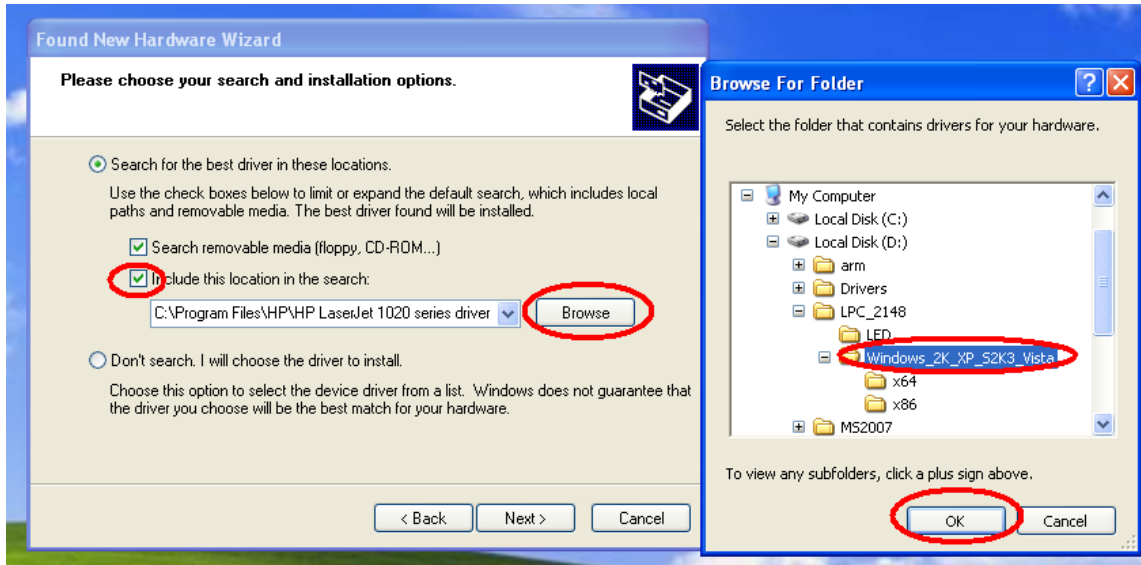 Found New Hardware Wizard
Please choose your search and installation options.
Search for the best driver in these locations.
Use the check boxes below to limit or expand the default search, which includes local
paths and removable media. The best driver found will be installed.
Search removable media (floppy, CD-ROM...)
Include this location in the search:
C:\Program Files\HP\HP LaserJet 1020 series driver
Browse
Don't search. I will choose the driver to install.
Choose this option to select the device driver from a list. Windows does not guarantee that
the driver you choose will be the best match for your hardware.
< Back
Next >
Cancel
Browse For Folder
Select the folder that contains drivers for your hardware.
My Computer
Local Disk (C:)
Local Disk (D:)
arm
Drivers
LPC_2148
LED
Windows_2K_XP_S2K3_Vista
x64
x86
MS2007
To view any subfolders, click a plus sign above.
OK
Cancel